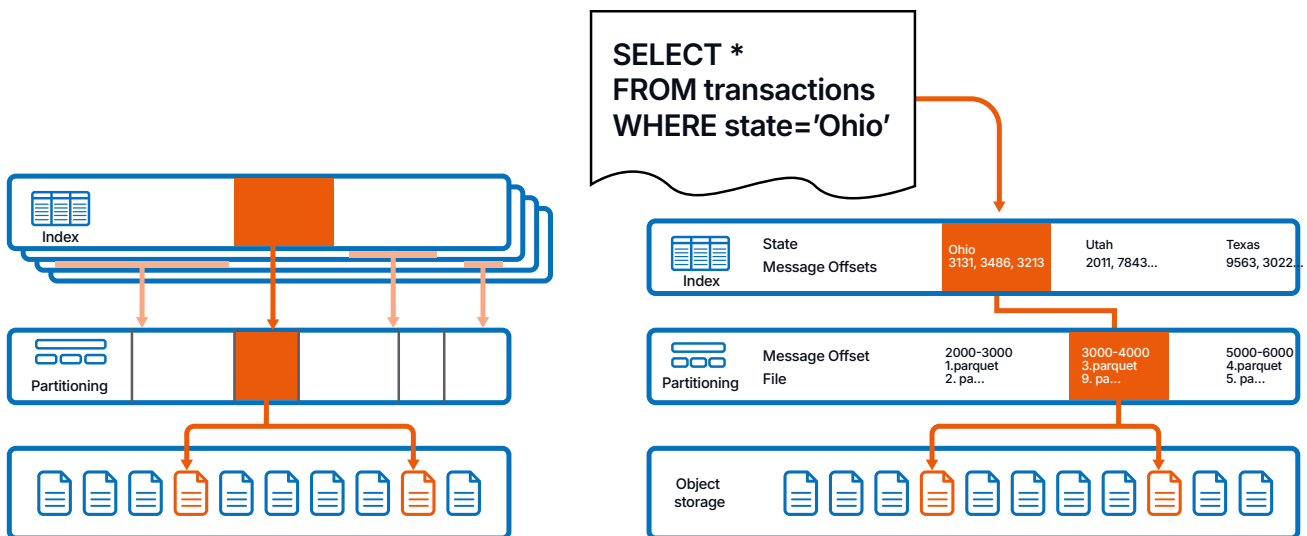 SELECT *
FROM transactions
WHERE state=’Ohio’
Index
Partitioning
Index
State
Message Offsets
Ohio
3131, 3486, 3213
Utah
2011, 7843...
Texas
9563, 3022...
Partitioning
Message Offset
File
2000-3000
1.parquet
2. pa...
3000-4000
3.parquet
9. pa...
5000-6000
4.parquet
5. pa...
Object
storage